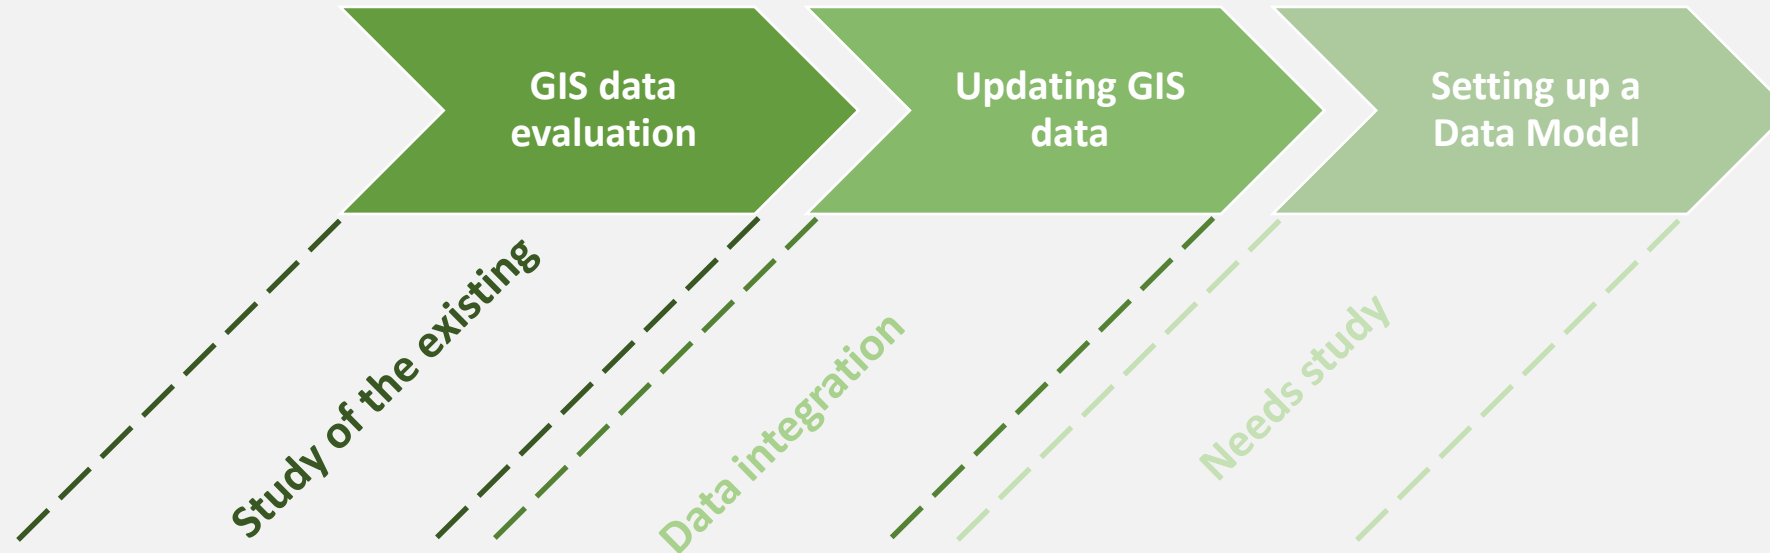 GIS data
evaluation
Updating GIS
data
Setting up a
Data Model
Study of the existing
Data integration
Needs study